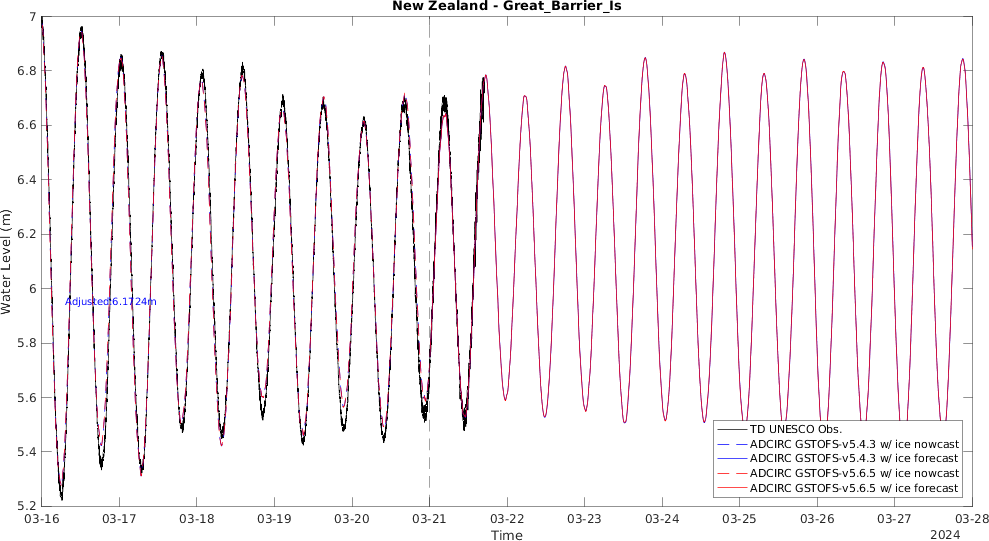 New Zealand - Great_Barrier_Is
7
6.8
6.6
6.4
6.2
6
5.8
5.6
5.4
5.2
Water Level (m)
Adjusted:6.1724m
TD UNESCO Obs.
ADCIRC GSTOFS-v5.4.3 w/ ice nowcast
ADCIRC GSTOFS-v5.4.3 w/ ice forecast
ADCIRC GSTOFS-v5.6.5 w/ ice nowcast
ADCIRC GSTOFS-v5.6.5 w/ ice forecast
03-16 03-17 03-18 03-19 03-20 03-21 03-22 03-23 03-24 03-25 03-26 03-27 03-28
Time
2024